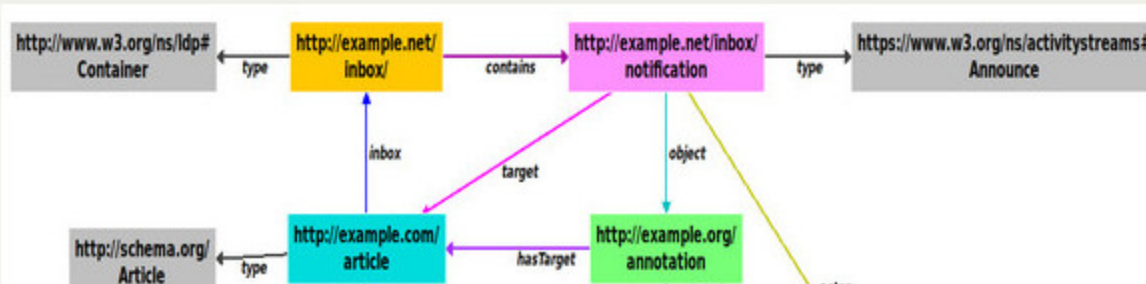 http://www.w3.org/ns/ldp#
Container
type
http://example.net/
inbox/
contains
http://example.net/inbox/
notification
type
https://www.w3.org/ns/activitystreams#
Announce
inbox
target
object
http://schema.org/
Article
type
http://example.com/
article
hasTarget
http://example.org/
annotation